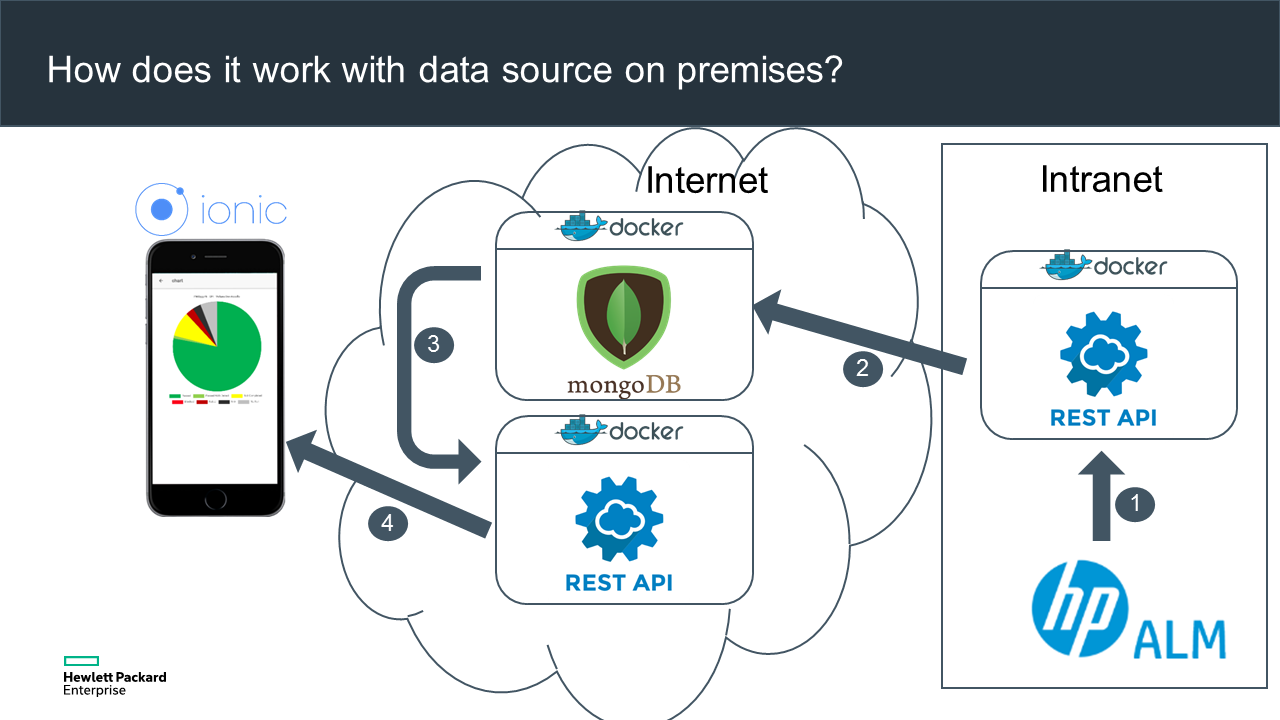 How does it work with data source on premises?
Internet
Intranet
ionic
docker
docker
chart
mongoDB
3
2
REST API
docker
4
1
REST API
hp ALM
Hewlett Packard
Enterprise